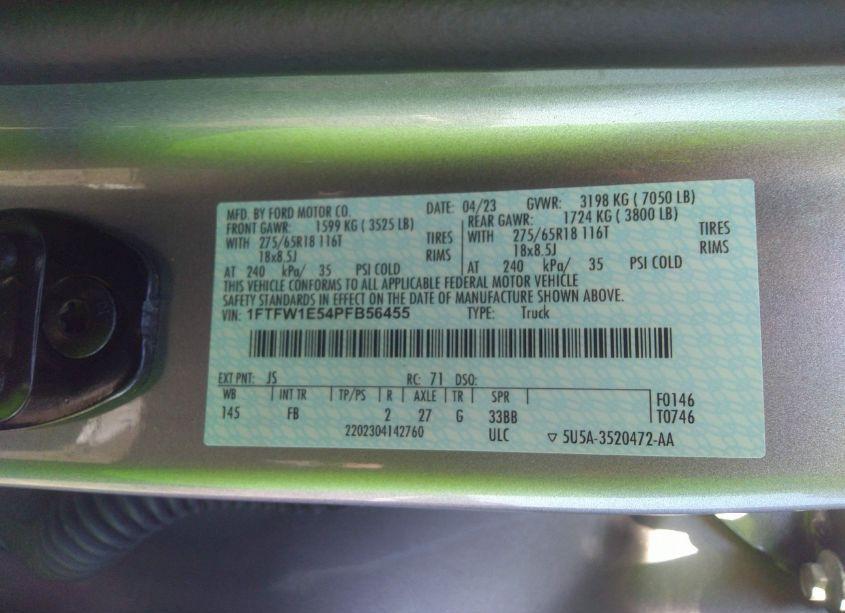 MFD. BY FORD MOTOR CO. DATE: 04/23 GVWR: 3198 KG ( 7050 LB)
FRONT GAWR: 1599 KG ( 3525 LB) REAR GAWR: 1724 KG ( 3800 LB)
WITH 275/65R18 116T TIRES WITH 275/65R18 116T TIRES
18x8.5J RIMS 18x8.5J RIMS
AT 240 kPa/ 35 PSI COLD AT 240 kPa/ 35 PSI COLD
THIS VEHICLE CONFORMS TO ALL APPLICABLE FEDERAL MOTOR VEHICLE
SAFETY STANDARDS IN EFFECT ON THE DATE OF MANUFACTURE SHOWN ABOVE.
VIN: 1FTFW1E54PFB56455 TYPE: Truck
EXT PNT: JS RC: 71 DSO:
WB INT TR TP/PS R AXLE TR SPR F0146
145 FB 2 27 G 33BB T0746
2202304142760 ULC ▽ 5U5A-3520472-AA